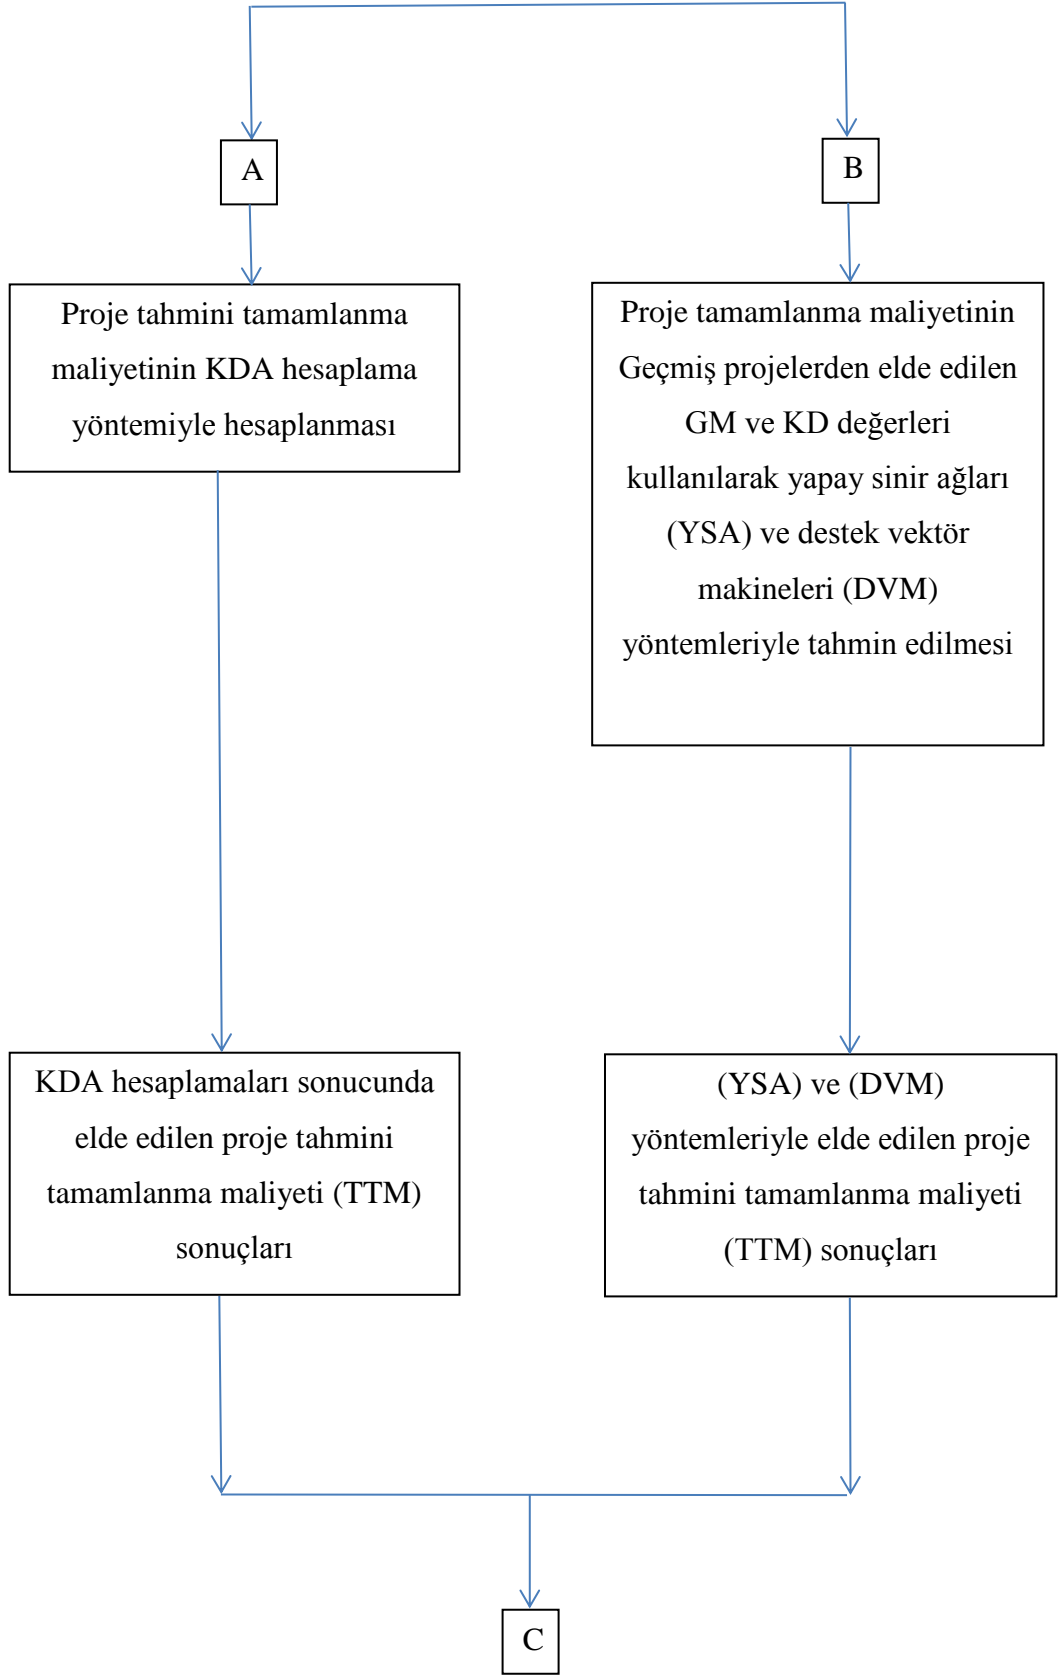 A
B
Proje tahmini tamamlanma
maliyetinin KDA hesaplama
yöntemiyle hesaplanması
Proje tamamlanma maliyetinin
Geçmiş projelerden elde edilen
GM ve KD değerleri
kullanılarak yapay sinir ağları
(YSA) ve destek vektör
makineleri (DVM)
yöntemleriyle tahmin edilmesi
KDA hesaplamaları sonucunda
elde edilen proje tahmini
tamamlanma maliyeti (TTM)
sonuçları
(YSA) ve (DVM)
yöntemleriyle elde edilen proje
tahmini tamamlanma maliyeti
(TTM) sonuçları
C